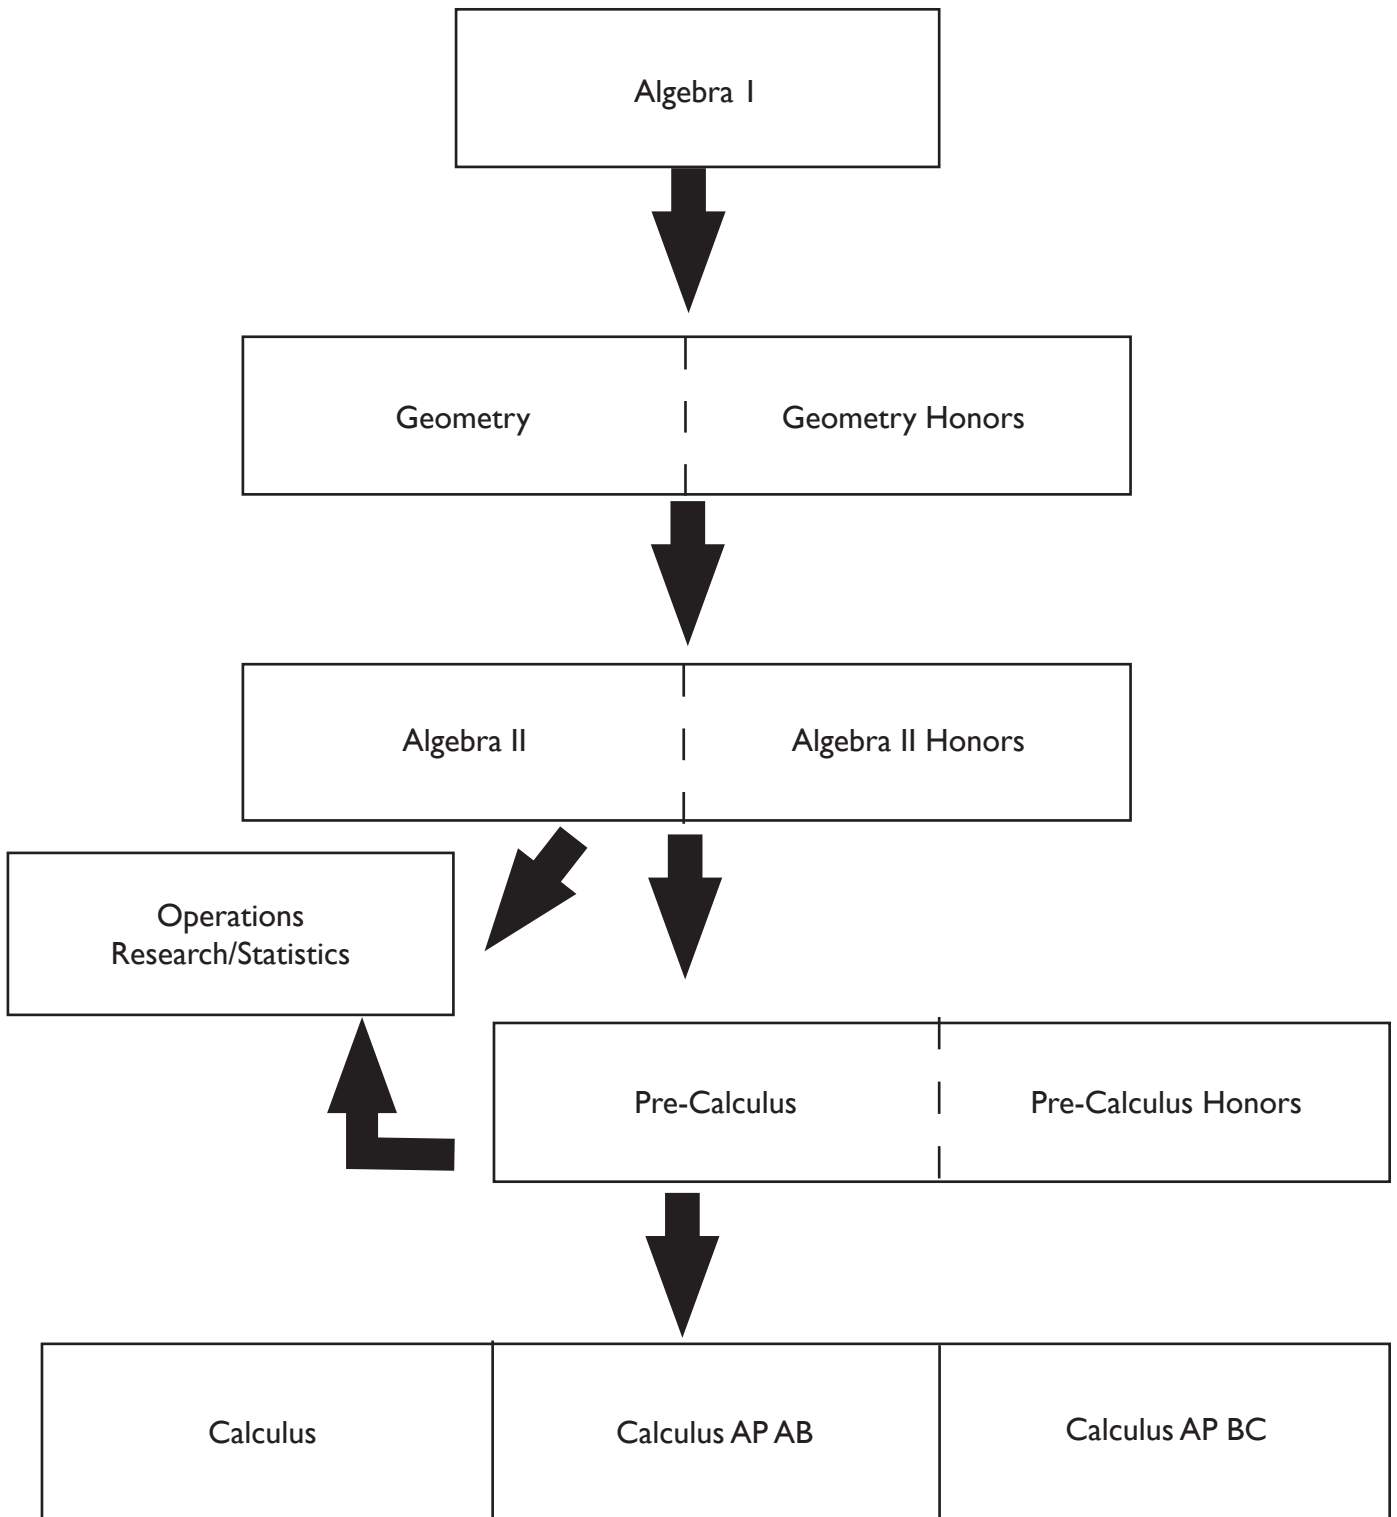 Algebra I
Geometry
Geometry Honors
Algebra II
Algebra II Honors
Operations
Research/Statistics
Pre-Calculus
Pre-Calculus Honors
Calculus
Calculus AP AB
Calculus AP BC